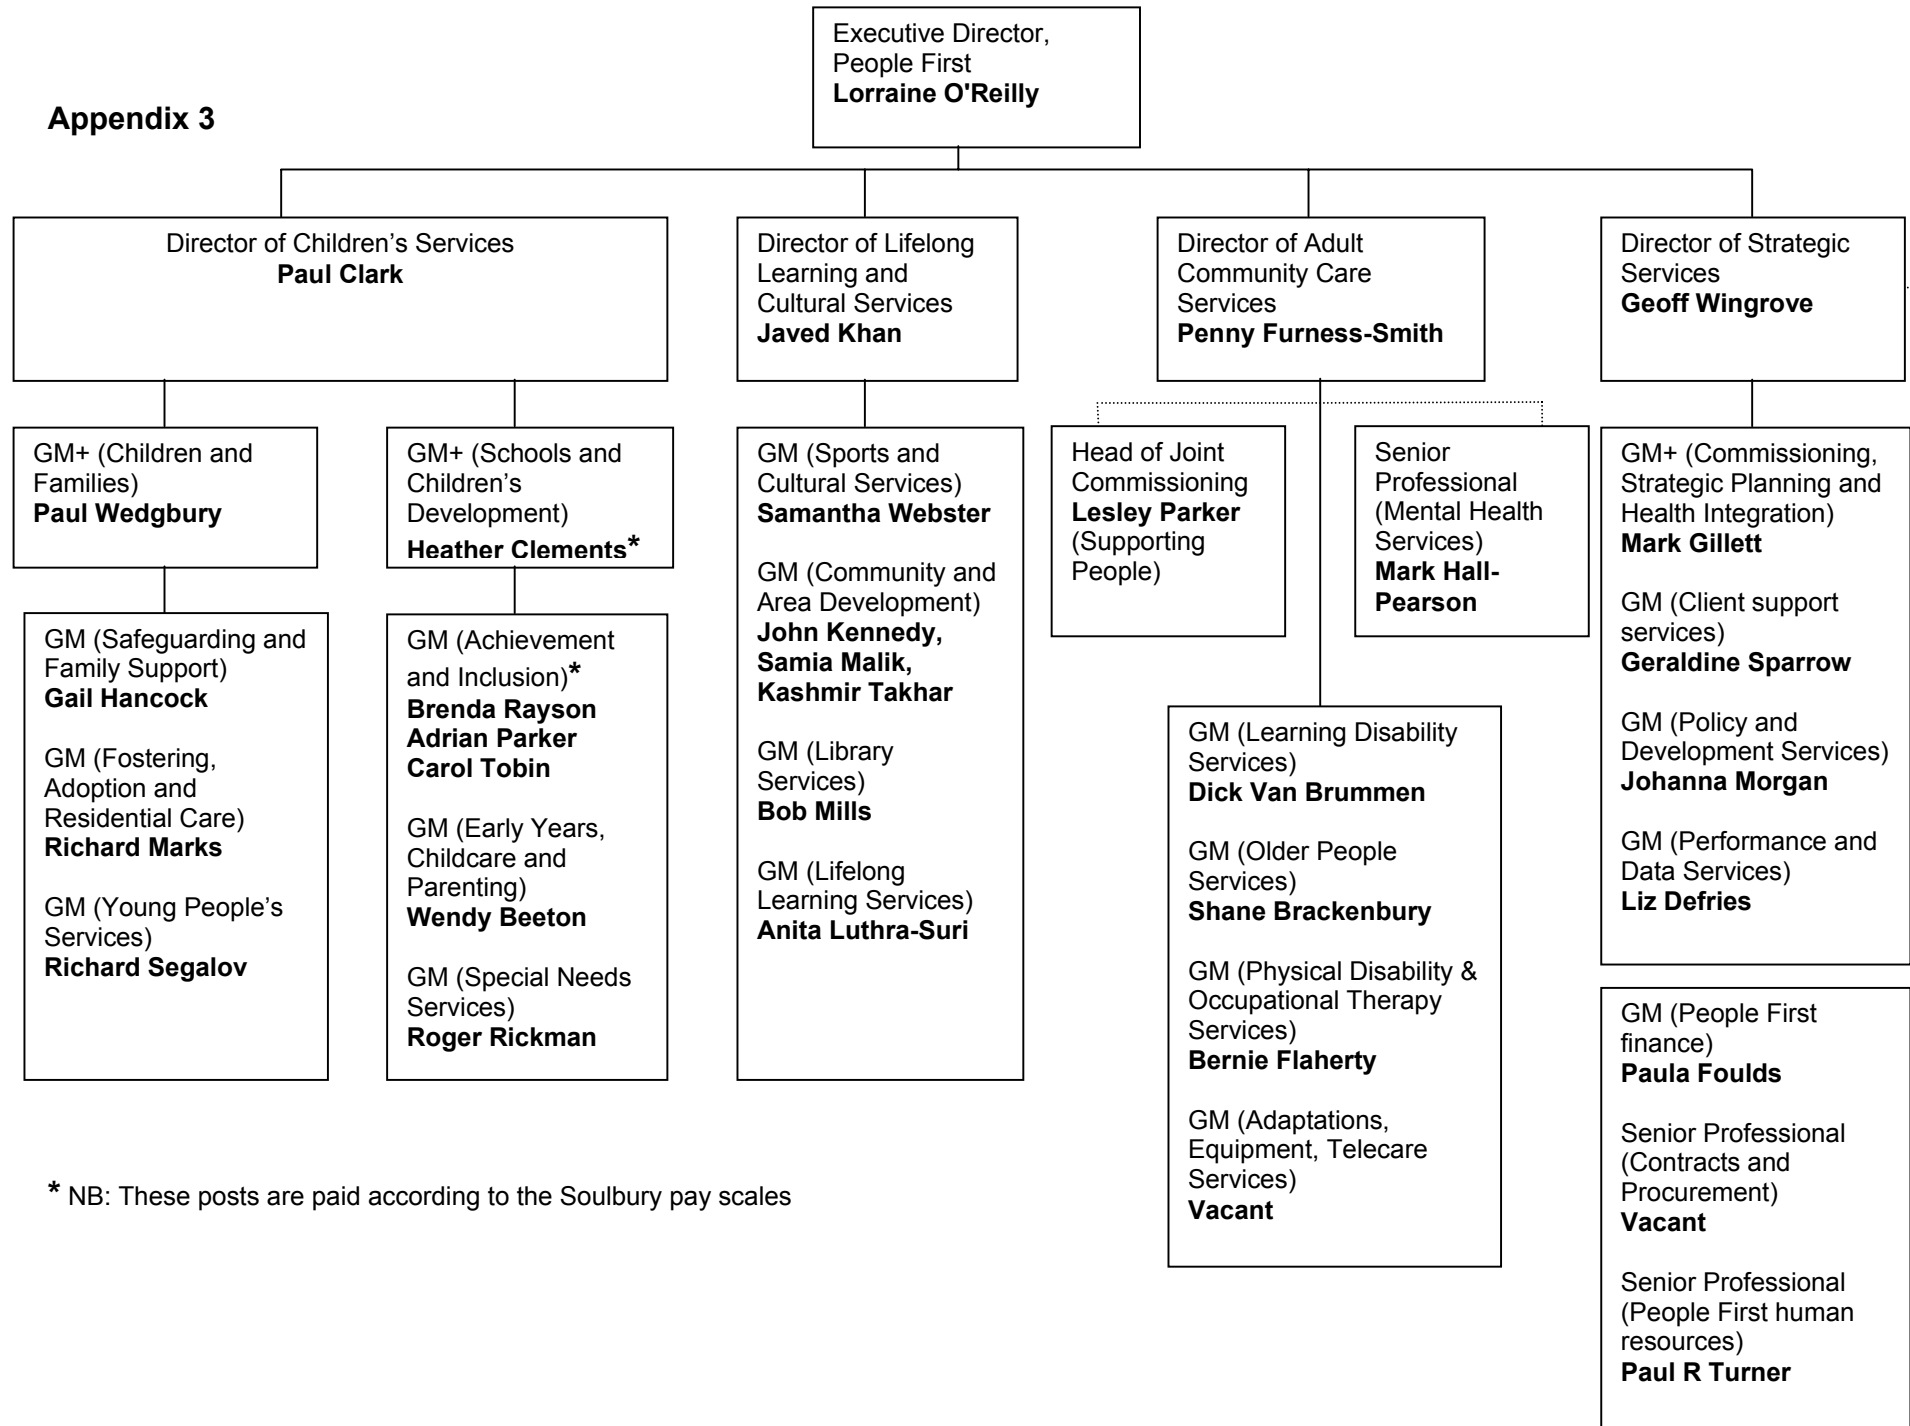 Executive Director,
People First
Lorraine O'Reilly
Appendix 3
Director of Children’s Services
Paul Clark
Director of Lifelong
Learning and
Cultural Services
Javed Khan
Director of Adult
Community Care
Services
Penny Furness-Smith
Director of Strategic
Services
Geoff Wingrove
GM+ (Children and
Families)
Paul Wedgbury
GM+ (Schools and
Children’s
Development)
Heather Clements*
GM (Safeguarding and
Family Support)
Gail Hancock
GM (Fostering,
Adoption and
Residential Care)
Richard Marks
GM (Young People’s
Services)
Richard Segalov
GM (Achievement
and Inclusion)*
Brenda Rayson
Adrian Parker
Carol Tobin
GM (Early Years,
Childcare and
Parenting)
Wendy Beeton
GM (Special Needs
Services)
Roger Rickman
GM (Sports and
Cultural Services)
Samantha Webster
GM (Community and
Area Development)
John Kennedy,
Samia Malik,
Kashmir Takhar
GM (Library
Services)
Bob Mills
GM (Lifelong
Learning Services)
Anita Luthra-Suri
Head of Joint
Commissioning
Lesley Parker
(Supporting
People)
Senior
Professional
(Mental Health
Services)
Mark Hall-
Pearson
GM (Learning Disability
Services)
Dick Van Brummen
GM (Older People
Services)
Shane Brackenbury
GM (Physical Disability &
Occupational Therapy
Services)
Bernie Flaherty
GM (Adaptations,
Equipment, Telecare
Services)
Vacant
GM+ (Commissioning,
Strategic Planning and
Health Integration)
Mark Gillett
GM (Client support
services)
Geraldine Sparrow
GM (Policy and
Development Services)
Johanna Morgan
GM (Performance and
Data Services)
Liz Defries
GM (People First
finance)
Paula Foulds
Senior Professional
(Contracts and
Procurement)
Vacant
Senior Professional
(People First human
resources)
Paul R Turner
* NB: These posts are paid according to the Soulbury pay scales